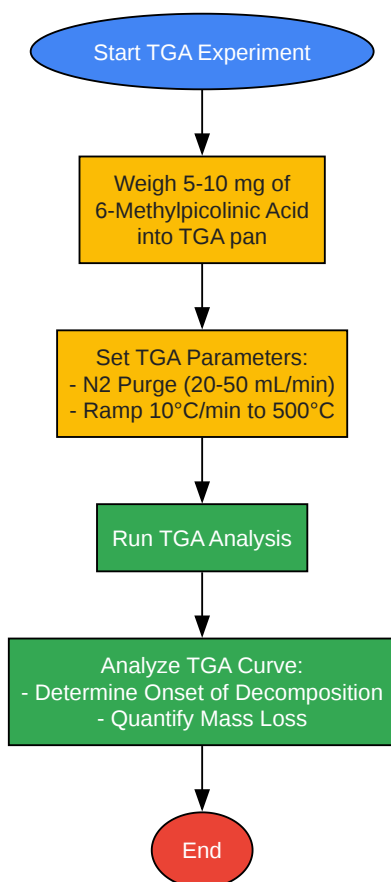 Start TGA Experiment
Weigh 5-10 mg of
6-Methylpicolinic Acid
into TGA pan
Set TGA Parameters:
- N2 Purge (20-50 mL/min)
- Ramp 10°C/min to 500°C
Run TGA Analysis
Analyze TGA Curve:
- Determine Onset of Decomposition
- Quantify Mass Loss
End